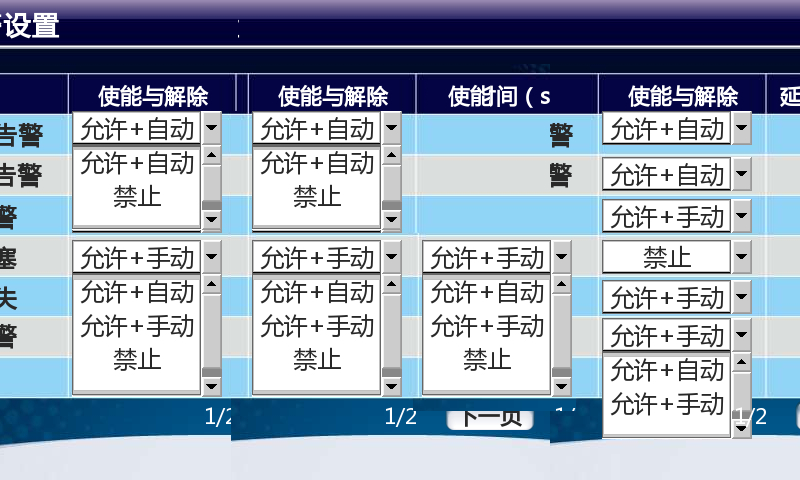 设置
使能与解除 使能与解除 使能 间（s 使能与解除 延
告警 允许+自动 允许+自动 警 允许+自动
允许+自动 允许+自动
告警 警 允许+自动
禁止 禁止
警 允许+手动
塞 允许+手动 允许+手动 允许+手动 禁止
失 允许+自动 允许+自动 允许+自动 允许+手动
警 允许+手动 允许+手动 允许+手动 允许+手动
禁止 禁止 禁止 允许+自动
允许+手动
1/2 1/2 下一页 1/2